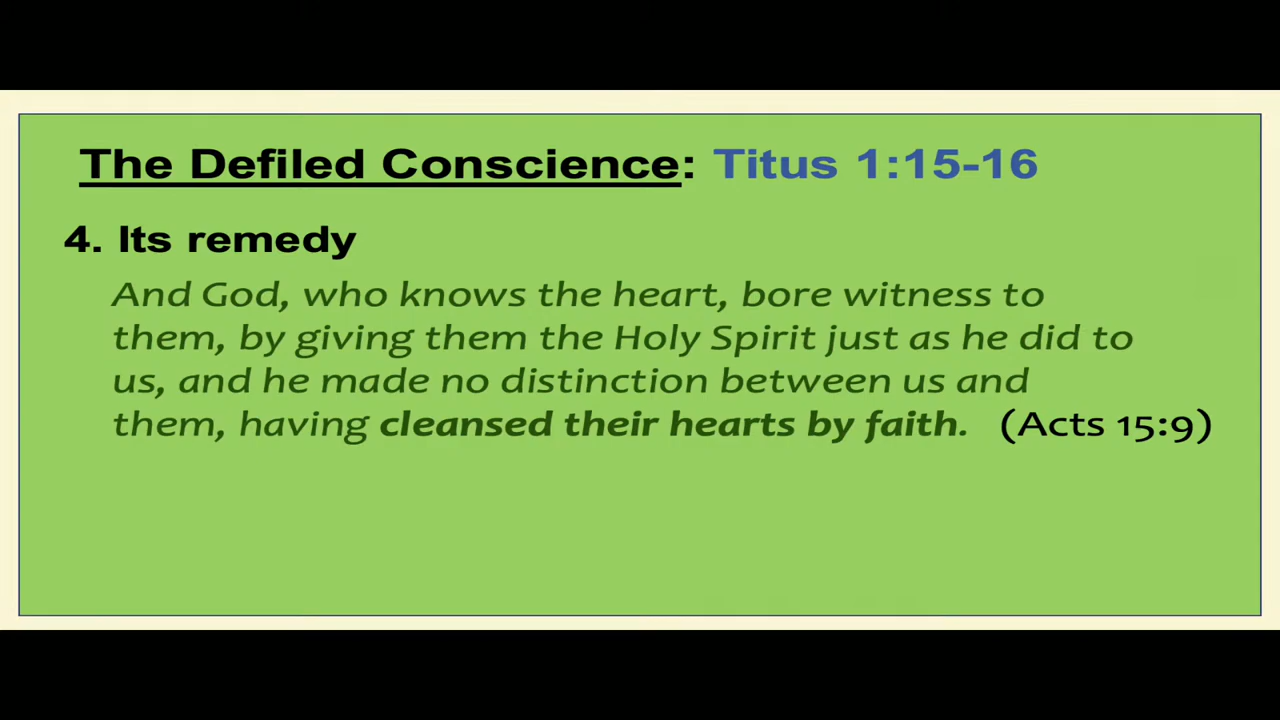 The Defiled Conscience: Titus 1:15-16
4. Its remedy
And God, who knows the heart, bore witness to
them, by giving them the Holy Spirit just as he did to
us, and he made no distinction between us and
them, having cleansed their hearts by faith. (Acts 15:9)